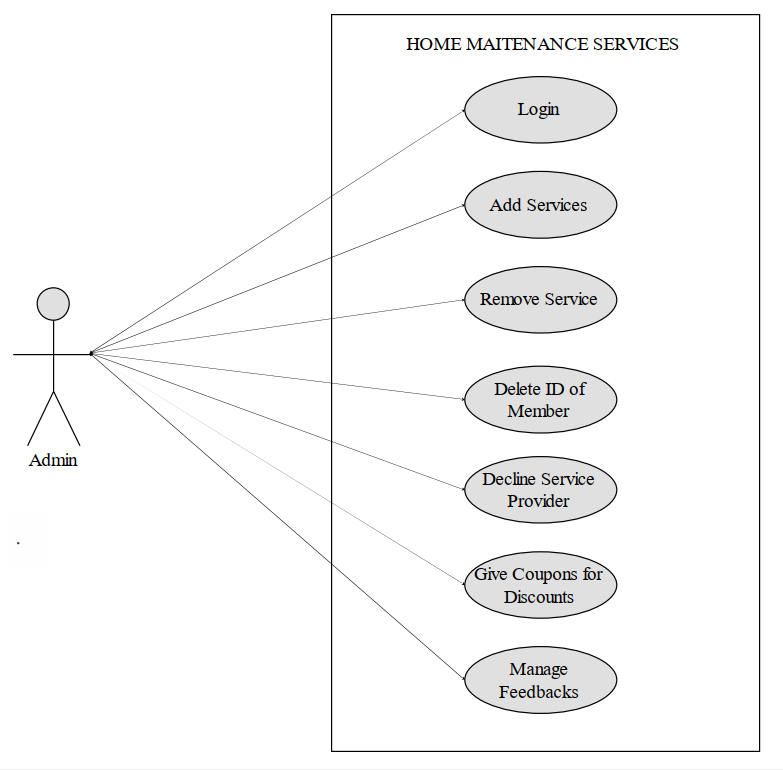 HOME MAITENANCE SERVICES
Login
Add Services
Remove Service
Delete ID of
Member
Admin
Decline Service
Provider
Give Coupons for
Discounts
Manage
Feedbacks